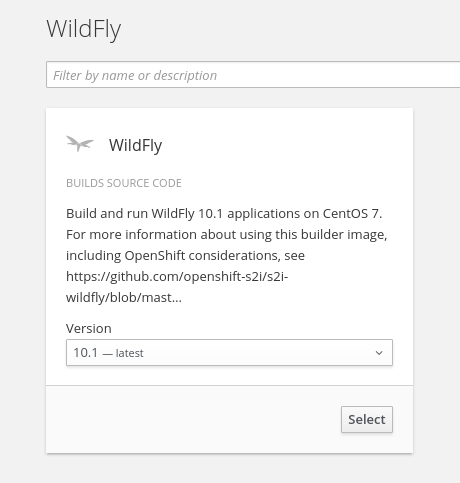 WildFly
Filter by name or description
WildFly
BUILDS SOURCE CODE
Build and run WildFly 10.1 applications on CentOS 7.
For more information about using this builder image,
including OpenShift considerations, see
https://github.com/openshift-s2i/s2i-
wildfly/blob/mast...
Version
10.1 — latest
Select